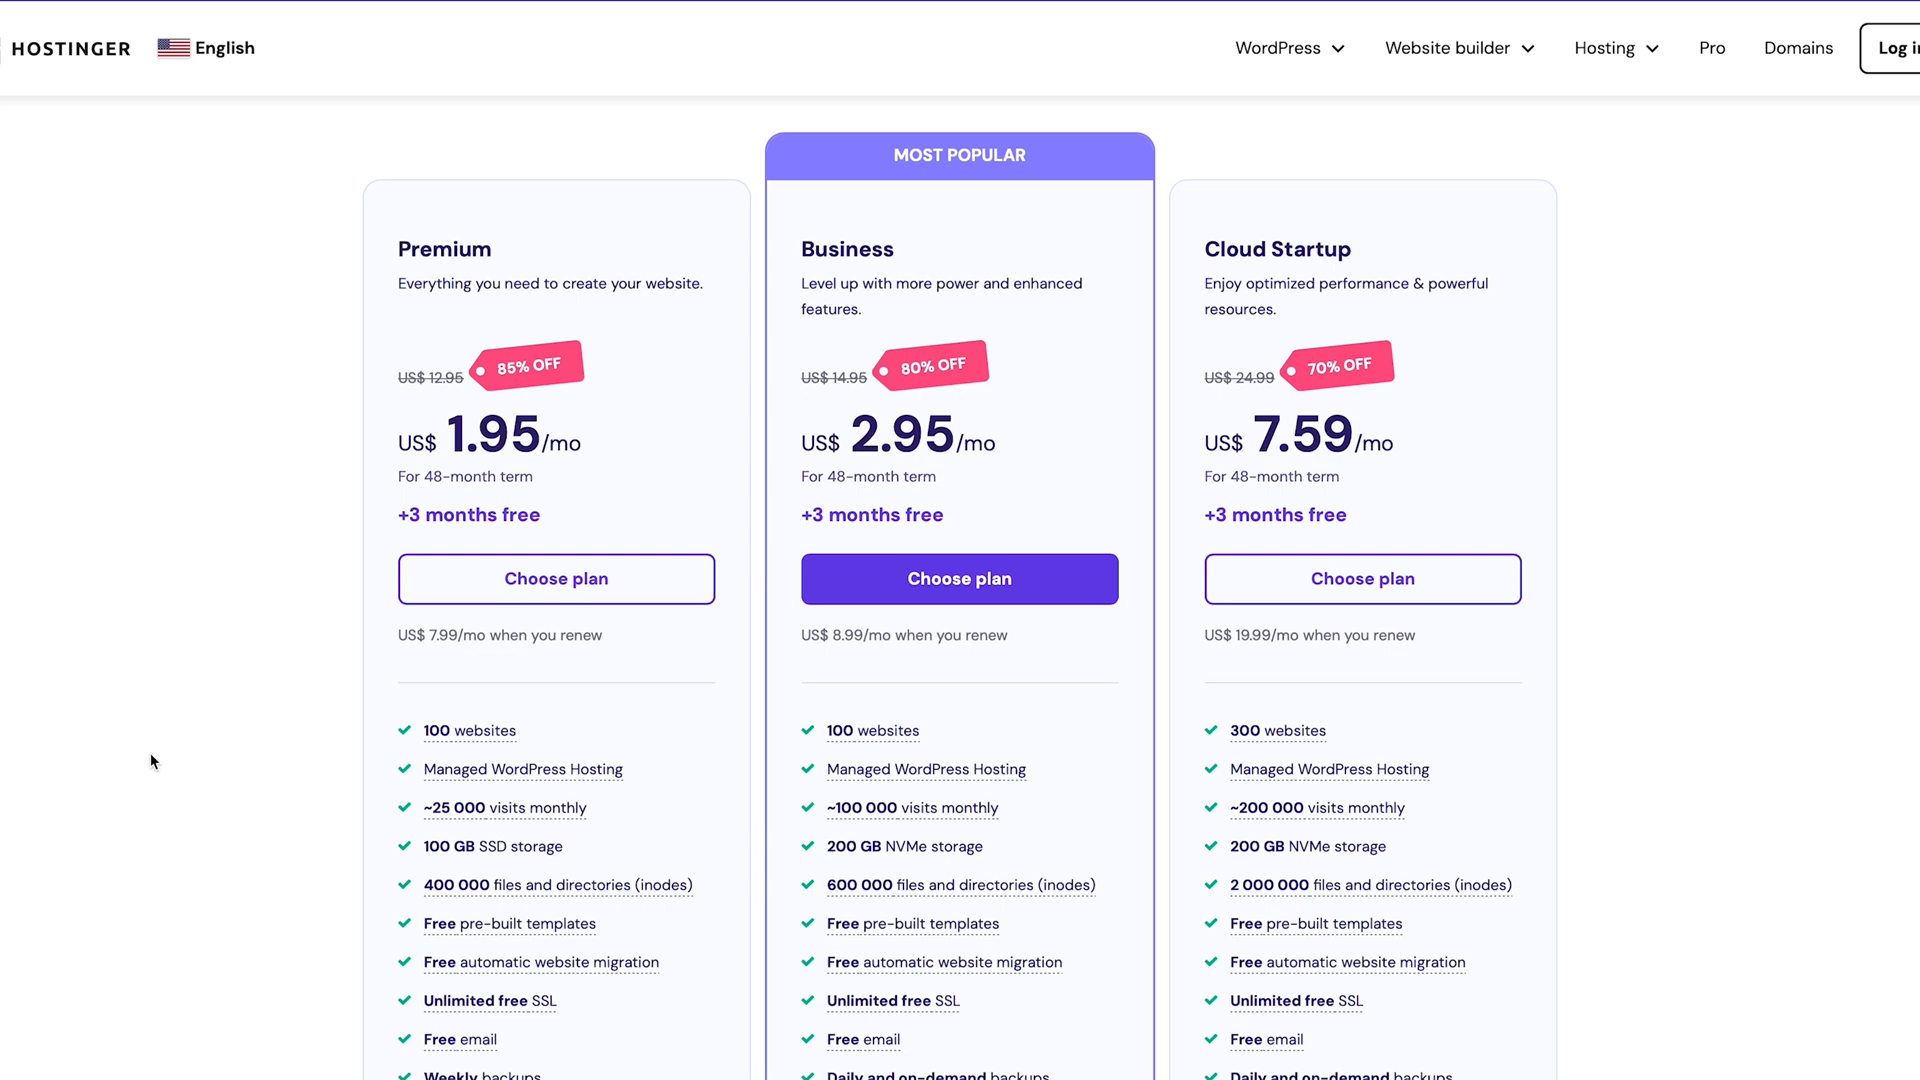 HOSTINGER
English
WordPress
Website builder
Hosting
Pro
Domains
Log in
MOST POPULAR
Premium
Everything you need to create your website.
US$ 12.95
85% OFF
US$ 1.95/mo
For 48-month term
+3 months free
Choose plan
US$ 7.99/mo when you renew
100 websites
Managed WordPress Hosting
~25 000 visits monthly
100 GB SSD storage
400 000 files and directories (inodes)
Free pre-built templates
Free automatic website migration
Unlimited free SSL
Free email
Weekly backups
Business
Level up with more power and enhanced
features.
US$ 14.95
80% OFF
US$ 2.95/mo
For 48-month term
+3 months free
Choose plan
US$ 8.99/mo when you renew
100 websites
Managed WordPress Hosting
~100 000 visits monthly
200 GB NVMe storage
600 000 files and directories (inodes)
Free pre-built templates
Free automatic website migration
Unlimited free SSL
Free email
Daily and on-demand backups
Cloud Startup
Enjoy optimized performance & powerful
resources.
US$ 24.99
70% OFF
US$ 7.59/mo
For 48-month term
+3 months free
Choose plan
US$ 19.99/mo when you renew
300 websites
Managed WordPress Hosting
~200 000 visits monthly
200 GB NVMe storage
2 000 000 files and directories (inodes)
Free pre-built templates
Free automatic website migration
Unlimited free SSL
Free email
Daily and on-demand backups